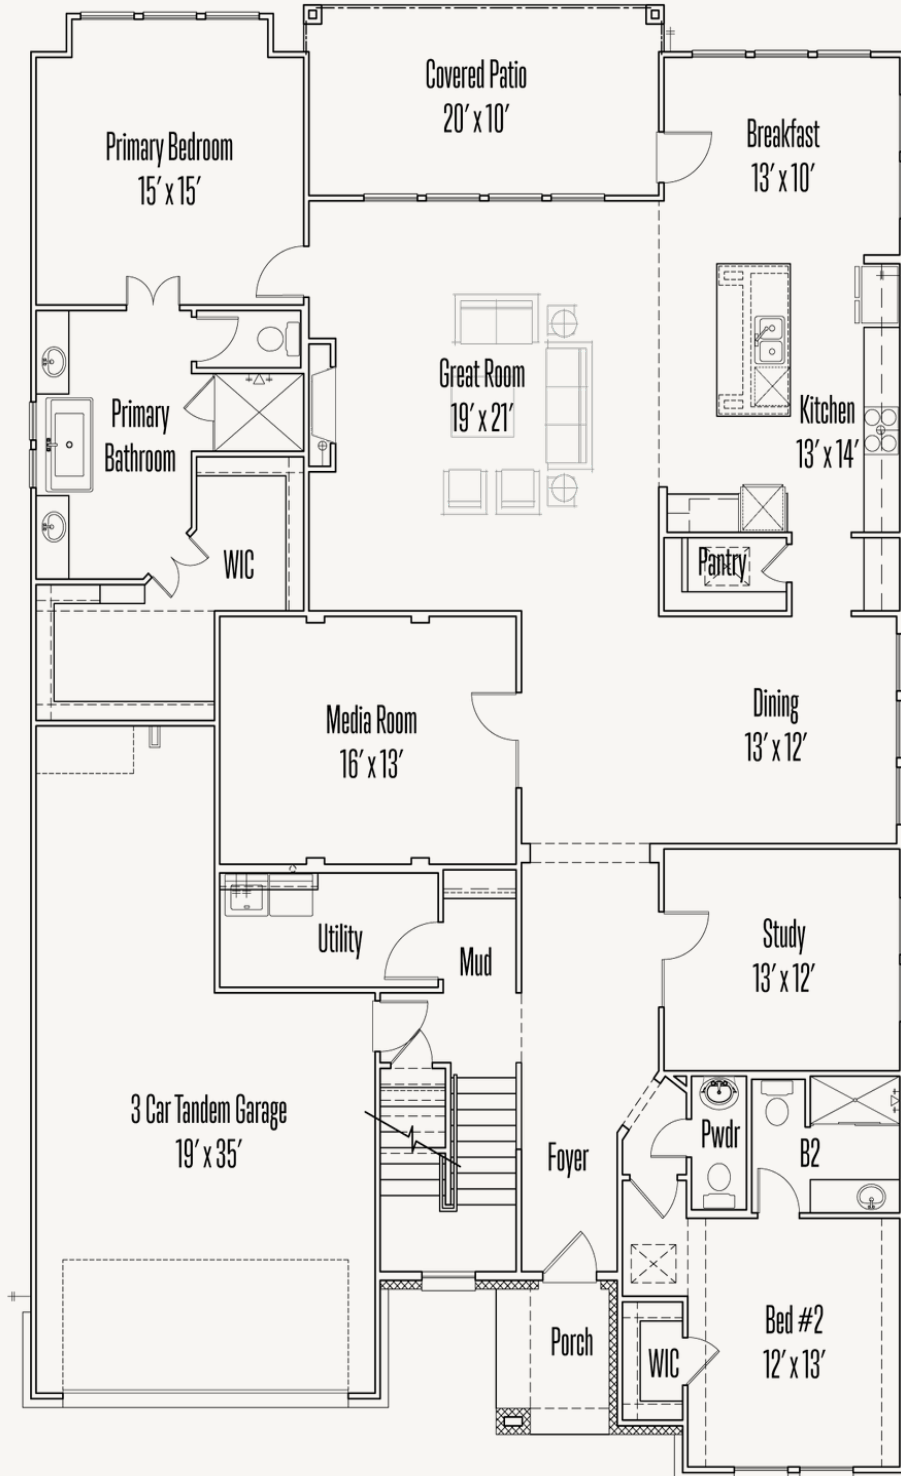 Covered Patio
20' x 10'
Primary Bedroom
15' x 15'
Breakfast
13' x 10'
Great Room
19' x 21'
Kitchen
13' x 14'
Primary
Bathroom
WIC
Pantry
Media Room
16' x 13'
Dining
13' x 12'
Utility
Mud
Study
13' x 12'
3 Car Tandem Garage
19' x 35'
Foyer
Pwdr
B2
Porch
WIC
Bed #2
12' x 13'